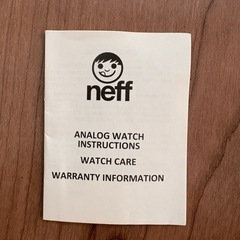 neff
ANALOG WATCH
INSTRUCTIONS
WATCH CARE
WARRANTY INFORMATION